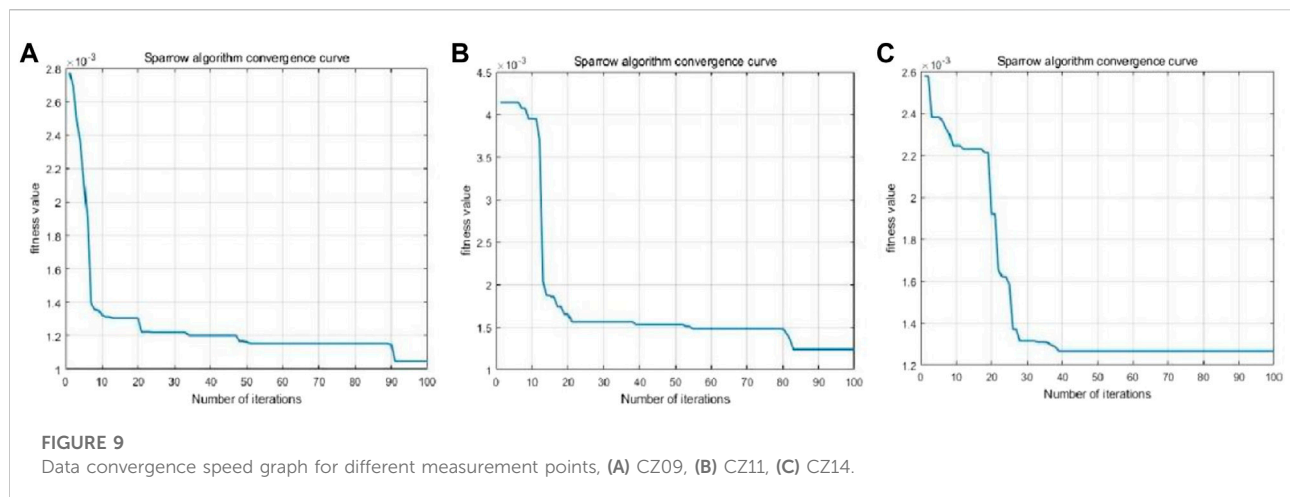 A
×10⁻³
Sparrow algorithm convergence curve
2.8
2.6
2.4
2.2
2
1.8
1.6
1.4
1.2
1
fitness value
0 10 20 30 40 50 60 70 80 90 100
Number of iterations
B
×10⁻³
Sparrow algorithm convergence curve
4.5
4
3.5
3
2.5
2
1.5
1
fitness value
0 10 20 30 40 50 60 70 80 90 100
Number of iterations
C
×10⁻³
Sparrow algorithm convergence curve
2.6
2.4
2.2
2
1.8
1.6
1.4
1.2
fitness value
0 10 20 30 40 50 60 70 80 90 100
Number of iterations
FIGURE 9
Data convergence speed graph for different measurement points, (A) CZ09, (B) CZ11, (C) CZ14.